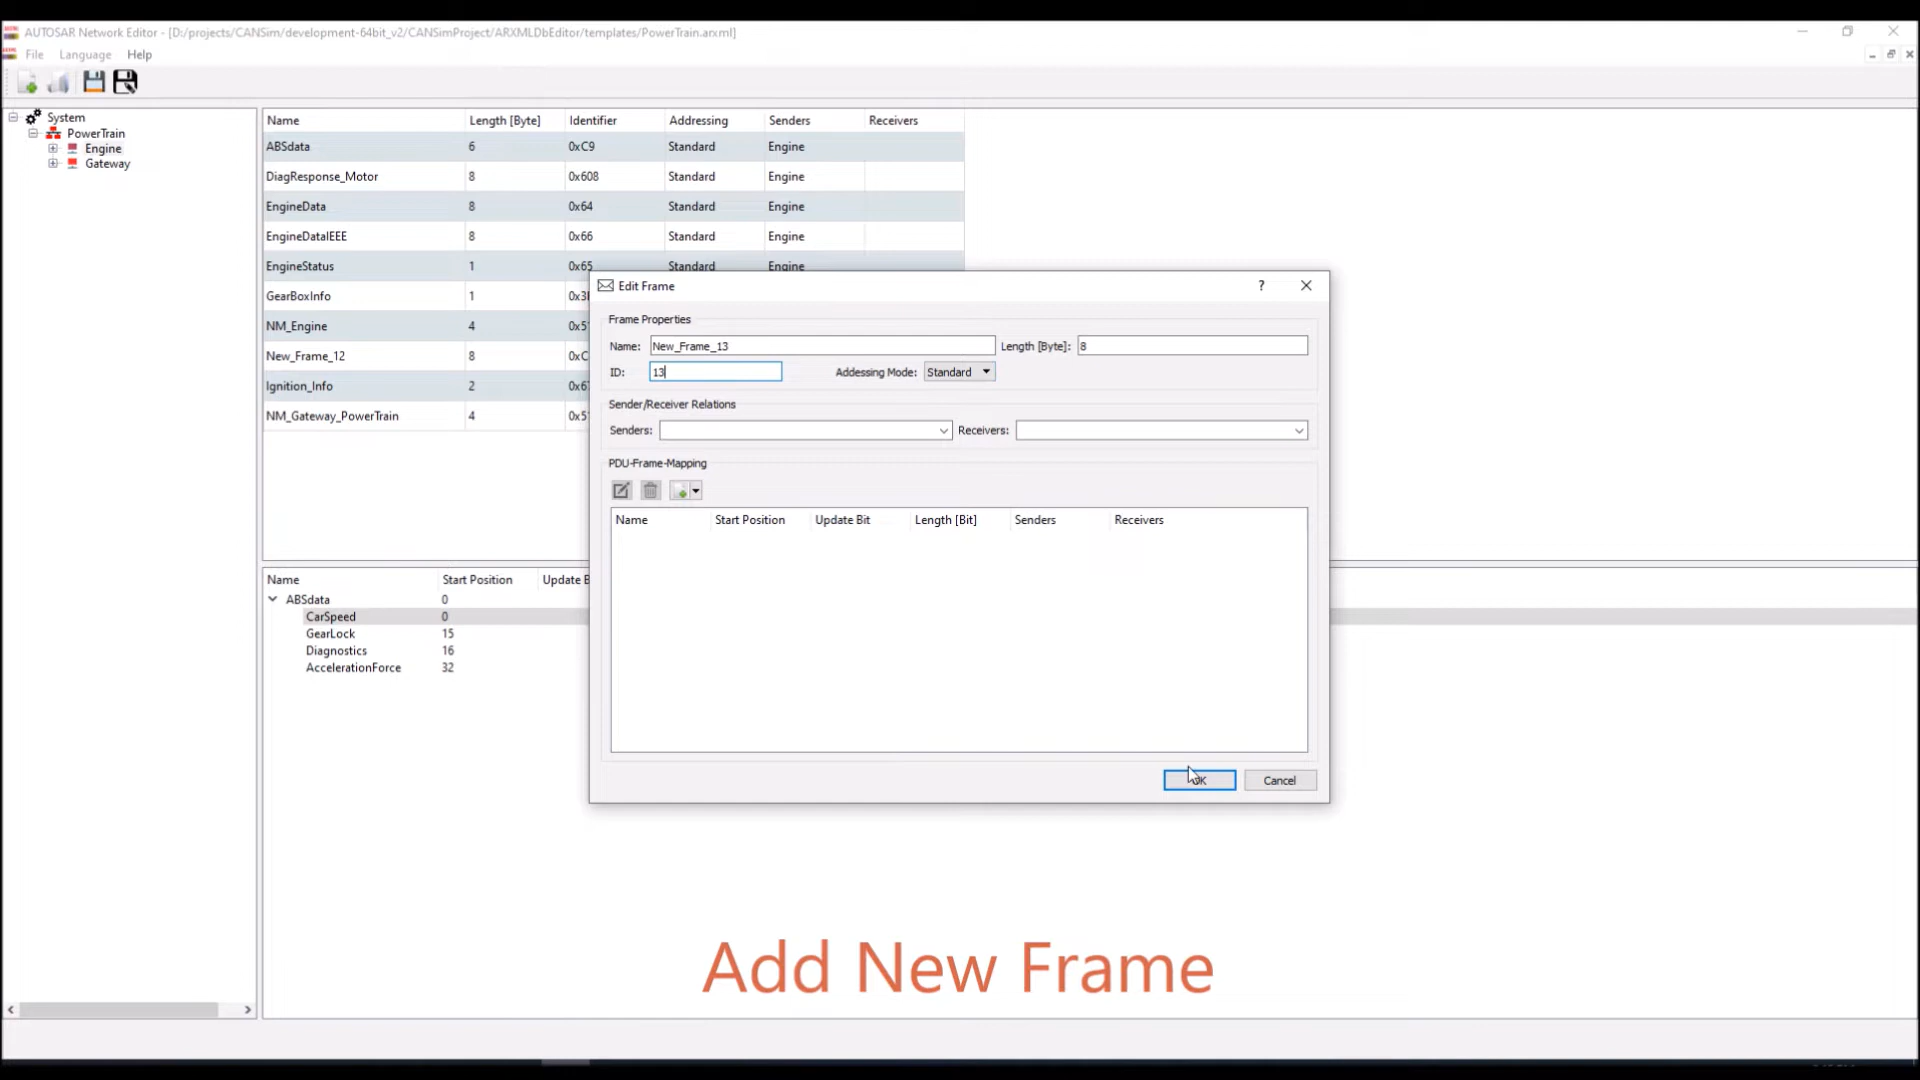 AUTOSAR Network Editor - [D:/projects/CANSim/development-64bit_v2/CANSimProject/ARXMLDbEditor/templates/PowerTrain.arxml]
File Language Help
System
PowerTrain
Engine
Gateway
Name Length [Byte] Identifier Addressing Senders Receivers
ABSdata 6 0xC9 Standard Engine
DiagResponse_Motor 8 0x608 Standard Engine
EngineData 8 0x64 Standard Engine
EngineDataIEEE 8 0x66 Standard Engine
EngineStatus 1 0x65 Standard Engine
GearBoxInfo 1
NM_Engine 4
New_Frame_12 8
Ignition_Info 2
NM_Gateway_PowerTrain 4
Edit Frame
Frame Properties
Name: New_Frame_13 Length [Byte]: 8
ID: 13 Addessing Mode: Standard
Sender/Receiver Relations
Senders: Receivers:
PDU-Frame-Mapping
Name Start Position Update Bit Length [Bit] Senders Receivers
OK Cancel
Name Start Position Update B
ABSdata 0
CarSpeed 0
GearLock 15
Diagnostics 16
AccelerationForce 32
Add New Frame